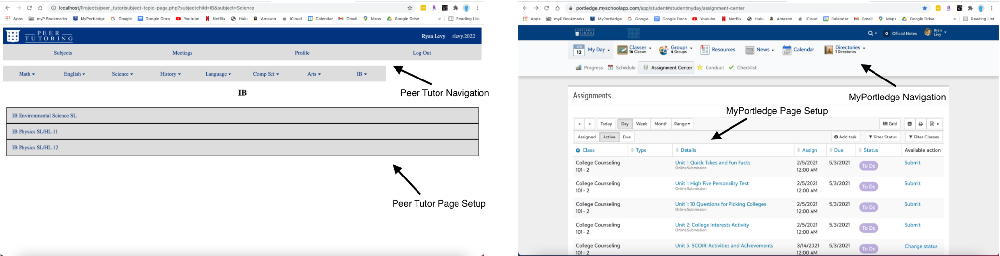 localhost/Projects/peer_tutor/subject-topic-page.php?subjectchild=IB&subject=Science
Apps myP Bookmarks MyPortledge Google Google Docs Youtube Netflix Hulu Amazon iCloud Calendar Gmail Maps Google Drive » Reading List
PEER
TUTORING
Ryan Levy rlevy.2022
Subjects Meetings Profile Log Out
Math English Science History Language Comp Sci Arts IB
Peer Tutor Navigation
IB
IB Environmental Science SL
IB Physics SL/HL 11
IB Physics SL/HL 12
Peer Tutor Page Setup
portledge.myschoolapp.com/app/student#studentmyday/assignment-center
Apps myP Bookmarks MyPortledge Google Google Docs Youtube Netflix Hulu Amazon iCloud Calendar Gmail Maps Google Drive » Reading List
PORTLEDGE
SCHOOL
0 Official Notes Ryan Levy
APR 12 My Day Classes 16 Classes Groups 4 Groups Resources News Calendar Directories 1 Directories
Progress Schedule Assignment Center Conduct Checklist
MyPortledge Navigation
Assignments
MyPortledge Page Setup
< > Today Day Week Month Range Grid
Assigned Active Due Add task Filter Status Filter Classes
Class Type Details Assign Due Status Available action
College Counseling Unit 1: Quick Takes and Fun Facts 2/5/2021 5/3/2021 To Do Submit
101 - 2 Online Submission 12:00 AM
College Counseling Unit 1: High Five Personality Test 2/5/2021 5/3/2021 To Do Submit
101 - 2 Online Submission 12:00 AM
College Counseling Unit 1: 10 Questions for Picking Colleges 2/5/2021 5/3/2021 To Do Submit
101 - 2 Online Submission 12:00 AM
College Counseling Unit 2: College Interests Activity 2/5/2021 5/3/2021 To Do Submit
101 - 2 Online Submission 12:00 AM
College Counseling Unit 5. SCOIR: Activities and Achievements 3/14/2021 5/3/2021 To Do Change status
101 - 2 12:00 AM